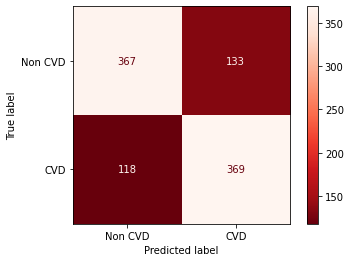 Non CVD
367
133
CVD
118
369
Non CVD
CVD
True label
Predicted label
350
300
250
200
150